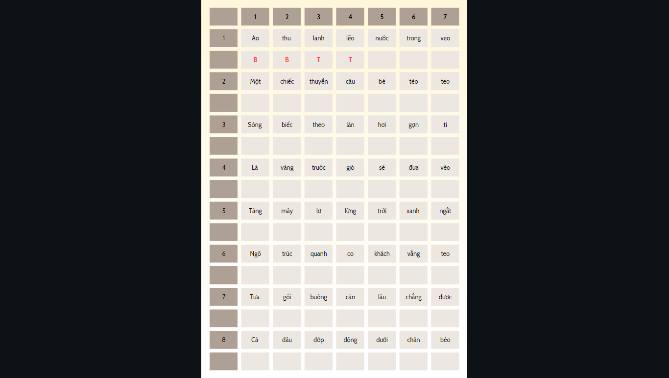 1 2 3 4 5 6 7
1 Ao thu lạnh lẽo nước trong veo
B B T T
2 Một chiếc thuyền câu bé tẻo teo
3 Sóng biếc theo làn hơi gợn tí
4 Lá vàng trước gió sẽ đưa vèo
5 Tầng mây lơ lửng trời xanh ngắt
6 Ngõ trúc quanh co khách vắng teo
7 Tựa gối buông cần lâu chẳng được
8 Cá đâu đớp động dưới chân bèo